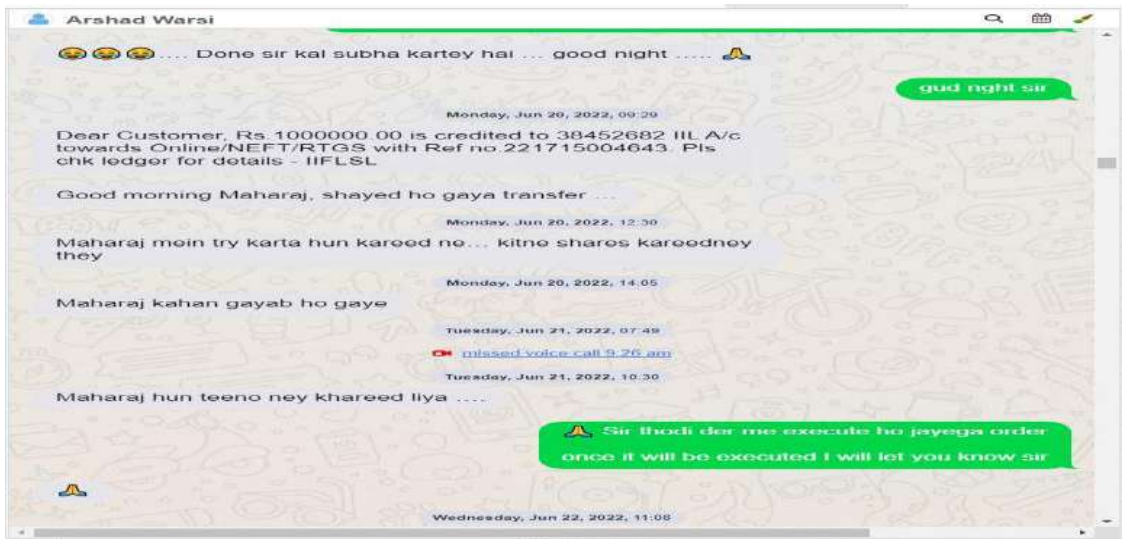 Arshad Warsi
.... Done sir kal subha kartey hai ... good night .....
gud nght sir
Monday, Jun 20, 2022, 09:29
Dear Customer, Rs.1000000.00 is credited to 38452682 IIL A/c
towards Online/NEFT/RTGS with Ref no.221715004643. Pls
chk ledger for details - IIFLSL
Good morning Maharaj, shayed ho gaya transfer ...
Monday, Jun 20, 2022, 12:30
Maharaj mein try karta hun kareed ne... kitne shares kareedney
they
Monday, Jun 20, 2022, 14:05
Maharaj kahan gayab ho gaye
Tuesday, Jun 21, 2022, 07:49
missed voice call 9:26 am
Tuesday, Jun 21, 2022, 10:30
Maharaj hun teeno ney khareed liya ....
Sir thodi der me execute ho jayega order
once it will be executed I will let you know sir
Wednesday, Jun 22, 2022, 11:08